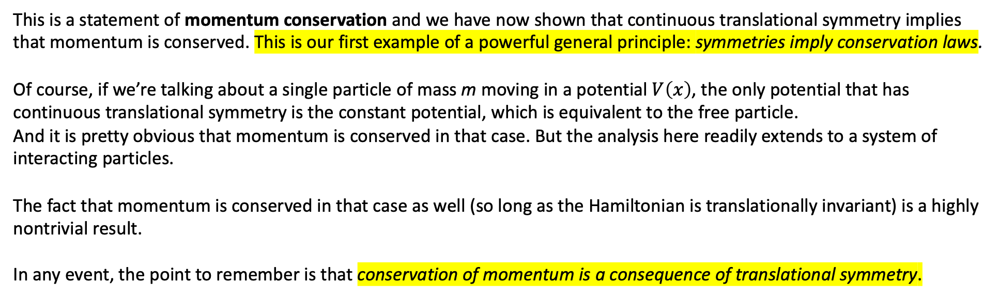 This is a statement of momentum conservation and we have now shown that continuous translational symmetry implies
that momentum is conserved. This is our first example of a powerful general principle: symmetries imply conservation laws.
Of course, if we’re talking about a single particle of mass m moving in a potential V(x), the only potential that has
continuous translational symmetry is the constant potential, which is equivalent to the free particle.
And it is pretty obvious that momentum is conserved in that case. But the analysis here readily extends to a system of
interacting particles.
The fact that momentum is conserved in that case as well (so long as the Hamiltonian is translationally invariant) is a highly
nontrivial result.
In any event, the point to remember is that conservation of momentum is a consequence of translational symmetry.